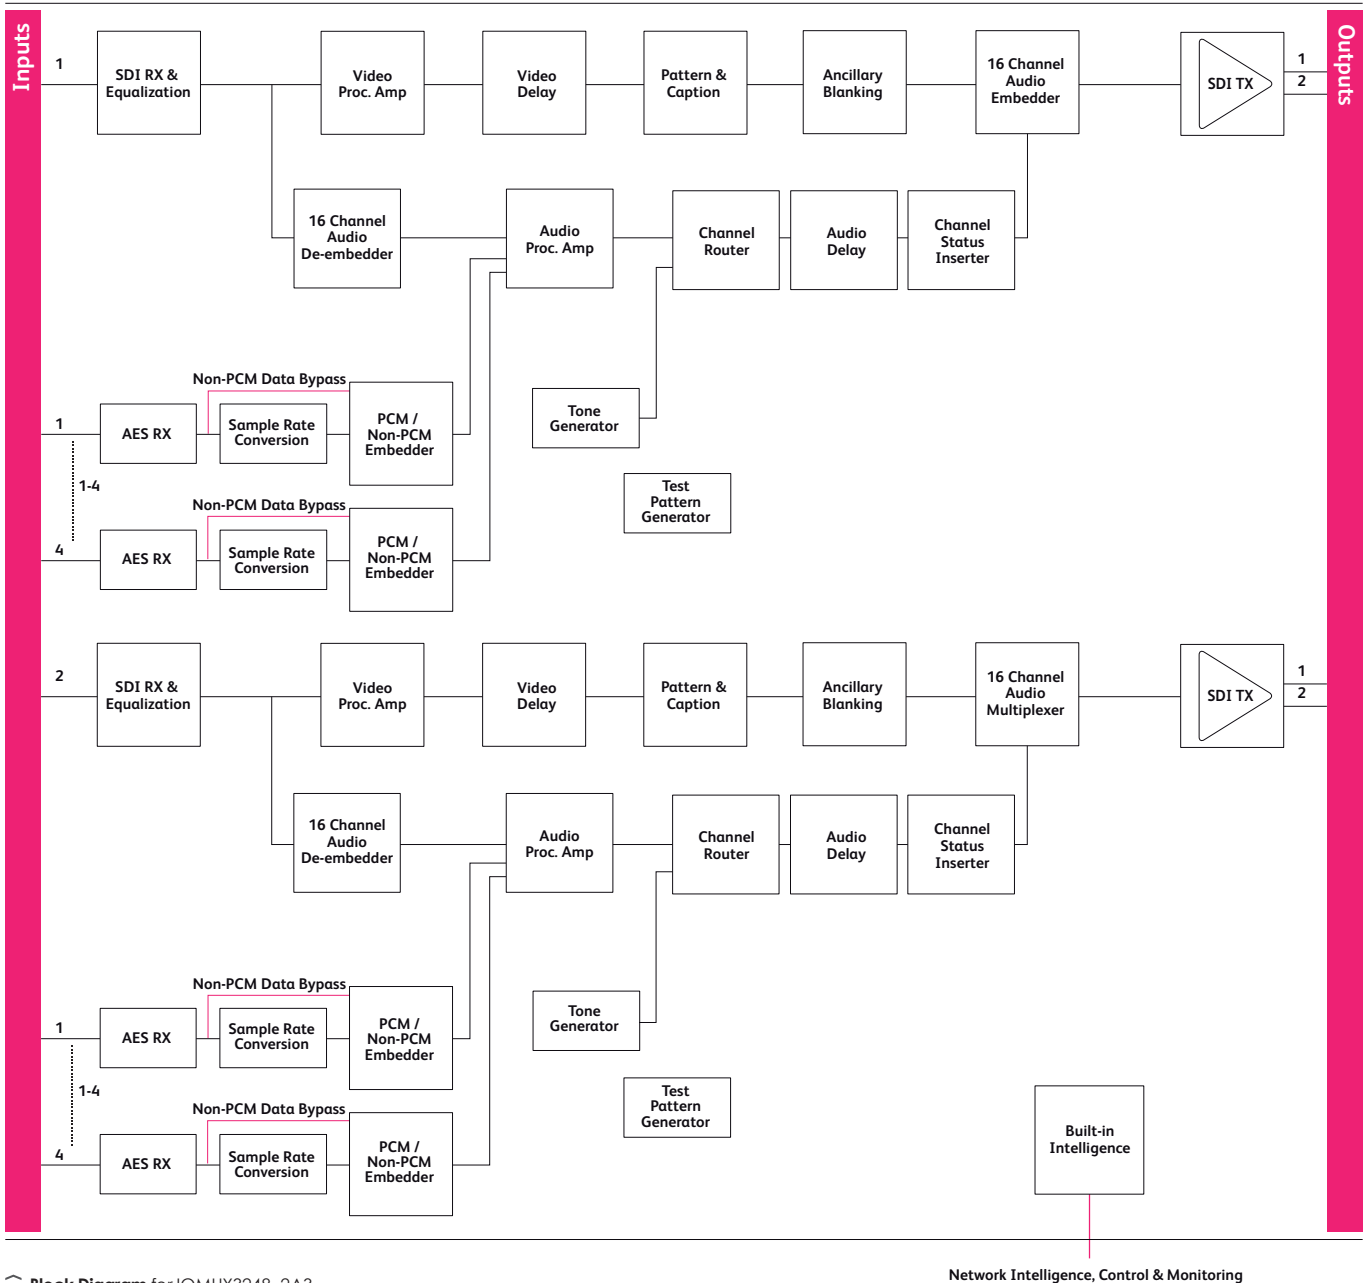 Inputs
Outputs
1
SDI RX &
Equalization
Video
Proc. Amp
Video
Delay
Pattern &
Caption
Ancillary
Blanking
16 Channel
Audio
Embedder
SDI TX
1
2
16 Channel
Audio
De-embedder
Audio
Proc. Amp
Channel
Router
Audio
Delay
Channel
Status
Inserter
Non-PCM Data Bypass
1
AES RX
Sample Rate
Conversion
PCM /
Non-PCM
Embedder
Tone
Generator
1-4
Test
Pattern
Generator
Non-PCM Data Bypass
4
AES RX
Sample Rate
Conversion
PCM /
Non-PCM
Embedder
2
SDI RX &
Equalization
Video
Proc. Amp
Video
Delay
Pattern &
Caption
Ancillary
Blanking
16 Channel
Audio
Multiplexer
SDI TX
1
2
16 Channel
Audio
De-embedder
Audio
Proc. Amp
Channel
Router
Audio
Delay
Channel
Status
Inserter
Non-PCM Data Bypass
1
AES RX
Sample Rate
Conversion
PCM /
Non-PCM
Embedder
Tone
Generator
1-4
Test
Pattern
Generator
Non-PCM Data Bypass
4
AES RX
Sample Rate
Conversion
PCM /
Non-PCM
Embedder
Built-in
Intelligence
Network Intelligence, Control & Monitoring
Block Diagram for IQMUX3248-2A3